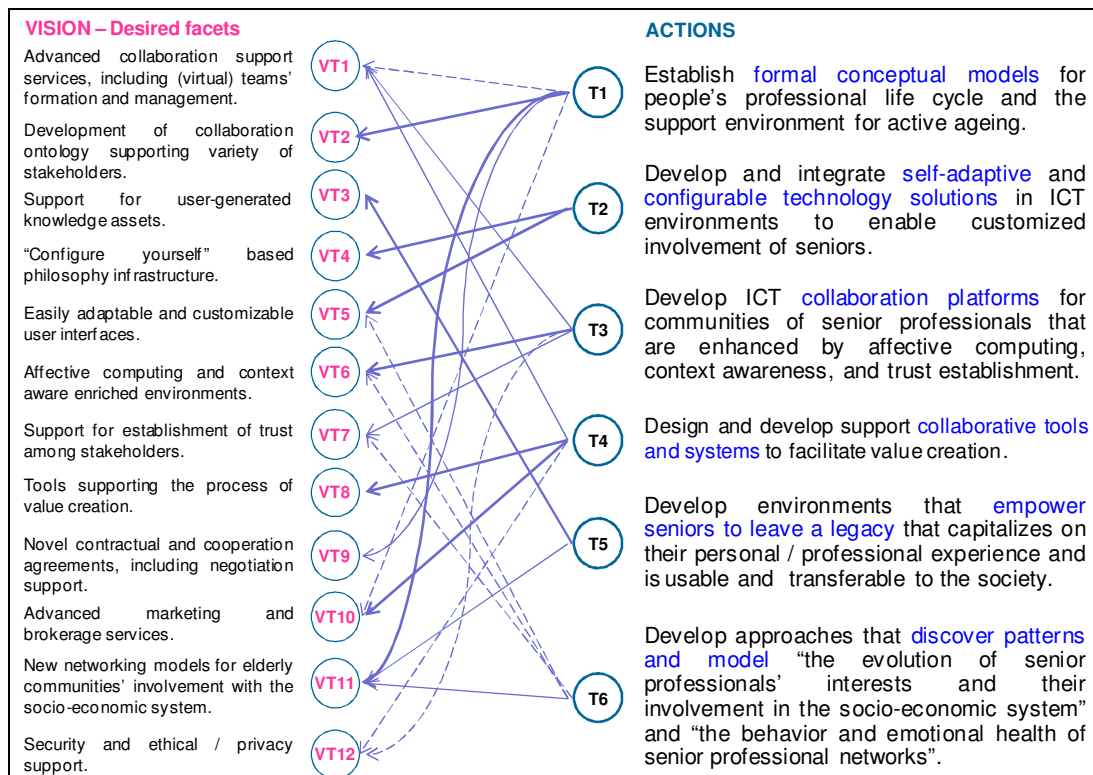 VISION – Desired facets
Advanced collaboration support
services, including (virtual) teams’
formation and management.
Development of collaboration
ontology supporting variety of
stakeholders.
Support for user-generated
knowledge assets.
“Configure yourself” based
philosophy infrastructure.
Easily adaptable and customizable
user interfaces.
Affective computing and context
aware enriched environments.
Support for establishment of trust
among stakeholders.
Tools supporting the process of
value creation.
Novel contractual and cooperation
agreements, including negotiation
support.
Advanced marketing and
brokerage services.
New networking models for elderly
communities’ involvement with the
socio-economic system.
Security and ethical / privacy
support.
VT1
VT2
VT3
VT4
VT5
VT6
VT7
VT8
VT9
VT10
VT11
VT12
T1
T2
T3
T4
T5
T6
ACTIONS
Establish formal conceptual models for
people’s professional life cycle and the
support environment for active ageing.
Develop and integrate self-adaptive and
configurable technology solutions in ICT
environments to enable customized
involvement of seniors.
Develop ICT collaboration platforms for
communities of senior professionals that
are enhanced by affective computing,
context awareness, and trust establishment.
Design and develop support collaborative tools
and systems to facilitate value creation.
Develop environments that empower
seniors to leave a legacy that capitalizes on
their personal / professional experience and
is usable and transferable to the society.
Develop approaches that discover patterns
and model “the evolution of senior
professionals’ interests and their
involvement in the socio-economic system”
and “the behavior and emotional health of
senior professional networks”.